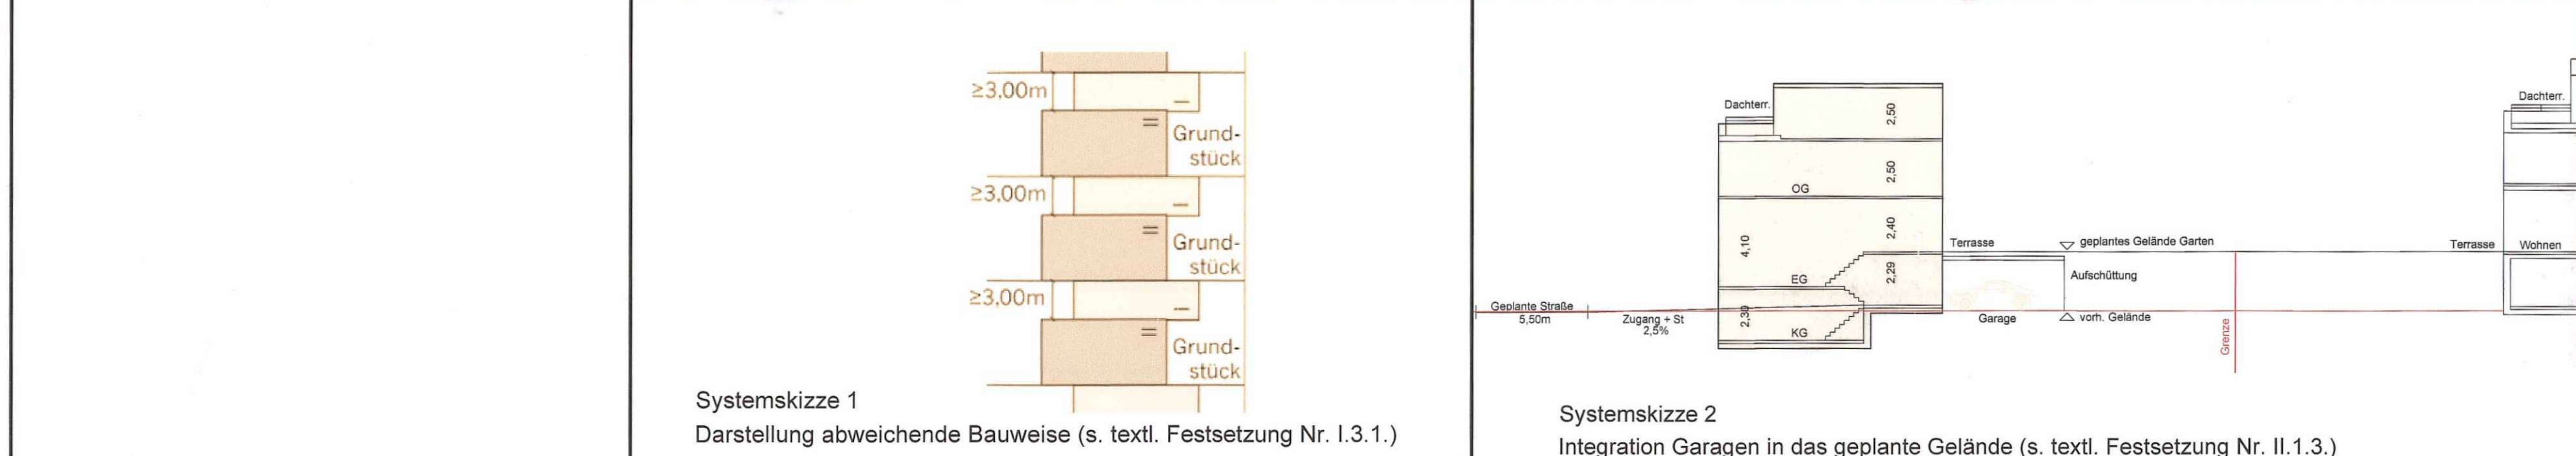 ≥3,00m
Grund-
stück
≥3,00m
Grund-
stück
≥3,00m
Grund-
stück
Systemskizze 1
Darstellung abweichende Bauweise (s. textl. Festsetzung Nr. I.3.1.)
Dachterr.
2,50
2,50
OG
2,40
4,10
EG
2,29
2,30
KG
Geplante Straße
5,50m
Zugang + St
2,5%
Terrasse
geplantes Gelände Garten
Aufschüttung
Garage
vorh. Gelände
Grenze
Terrasse
Wohnen
Dachterr.
Systemskizze 2
Integration Garagen in das geplante Gelände (s. textl. Festsetzung Nr. II.1.3.)